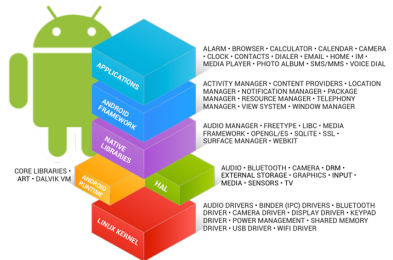 APPLICATIONS
ALARM • BROWSER • CALCULATOR • CALENDAR • CAMERA
• CLOCK • CONTACTS • DIALER • EMAIL • HOME • IM •
MEDIA PLAYER • PHOTO ALBUM • SMS/MMS • VOICE DIAL
ANDROID
FRAMEWORK
ACTIVITY MANAGER • CONTENT PROVIDERS • LOCATION
MANAGER • NOTIFICATION MANAGER • PACKAGE
MANAGER • RESOURCE MANAGER • TELEPHONY
MANAGER • VIEW SYSTEM • WINDOW MANAGER
NATIVE
LIBRARIES
AUDIO MANAGER • FREETYPE • LIBC • MEDIA
FRAMEWORK • OPENGL/ES • SQLITE • SSL •
SURFACE MANAGER • WEBKIT
CORE LIBRARIES •
ART • DALVIK VM
ANDROID
RUNTIME
HAL
AUDIO • BLUETOOTH • CAMERA • DRM •
EXTERNAL STORAGE • GRAPHICS • INPUT •
MEDIA • SENSORS • TV
LINUX KERNEL
AUDIO DRIVERS • BINDER (IPC) DRIVERS • BLUETOOTH
DRIVER • CAMERA DRIVER • DISPLAY DRIVER • KEYPAD
DRIVER • POWER MANAGEMENT • SHARED MEMORY
DRIVER • USB DRIVER • WIFI DRIVER